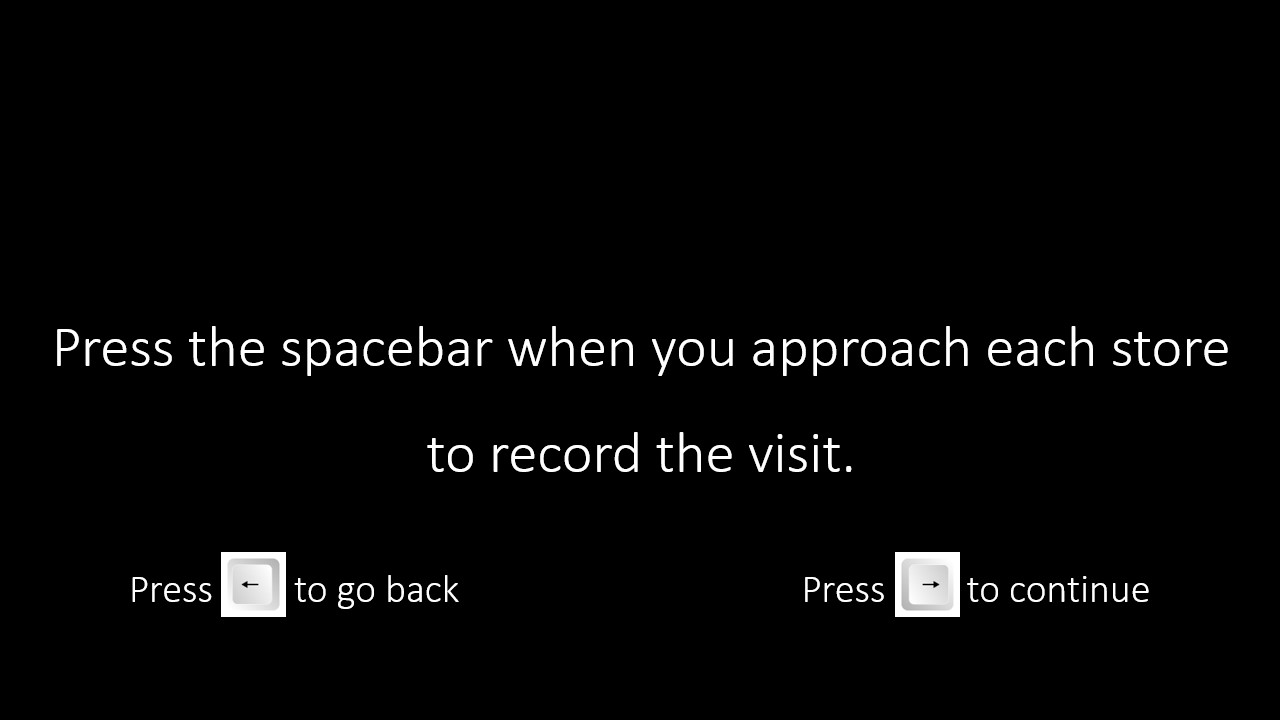 Press the spacebar when you approach each store
to record the visit.
Press ← to go back
Press → to continue